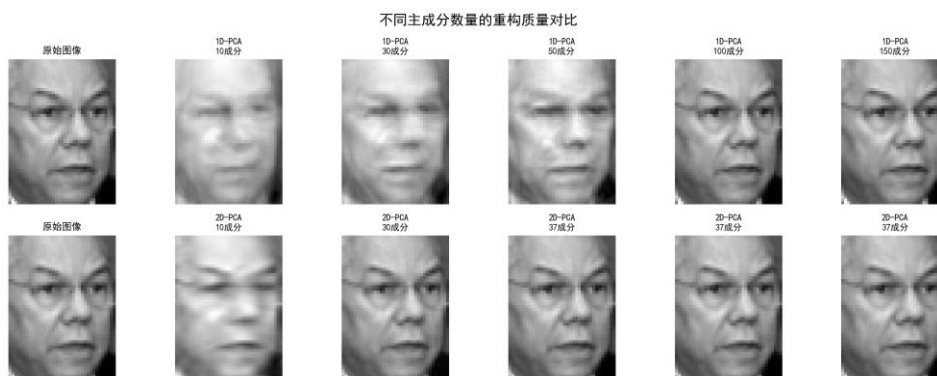 不同主成分数量的重构质量对比
原始图像
1D-PCA
10成分
1D-PCA
30成分
1D-PCA
50成分
1D-PCA
100成分
1D-PCA
150成分
原始图像
2D-PCA
10成分
2D-PCA
30成分
2D-PCA
37成分
2D-PCA
37成分
2D-PCA
37成分